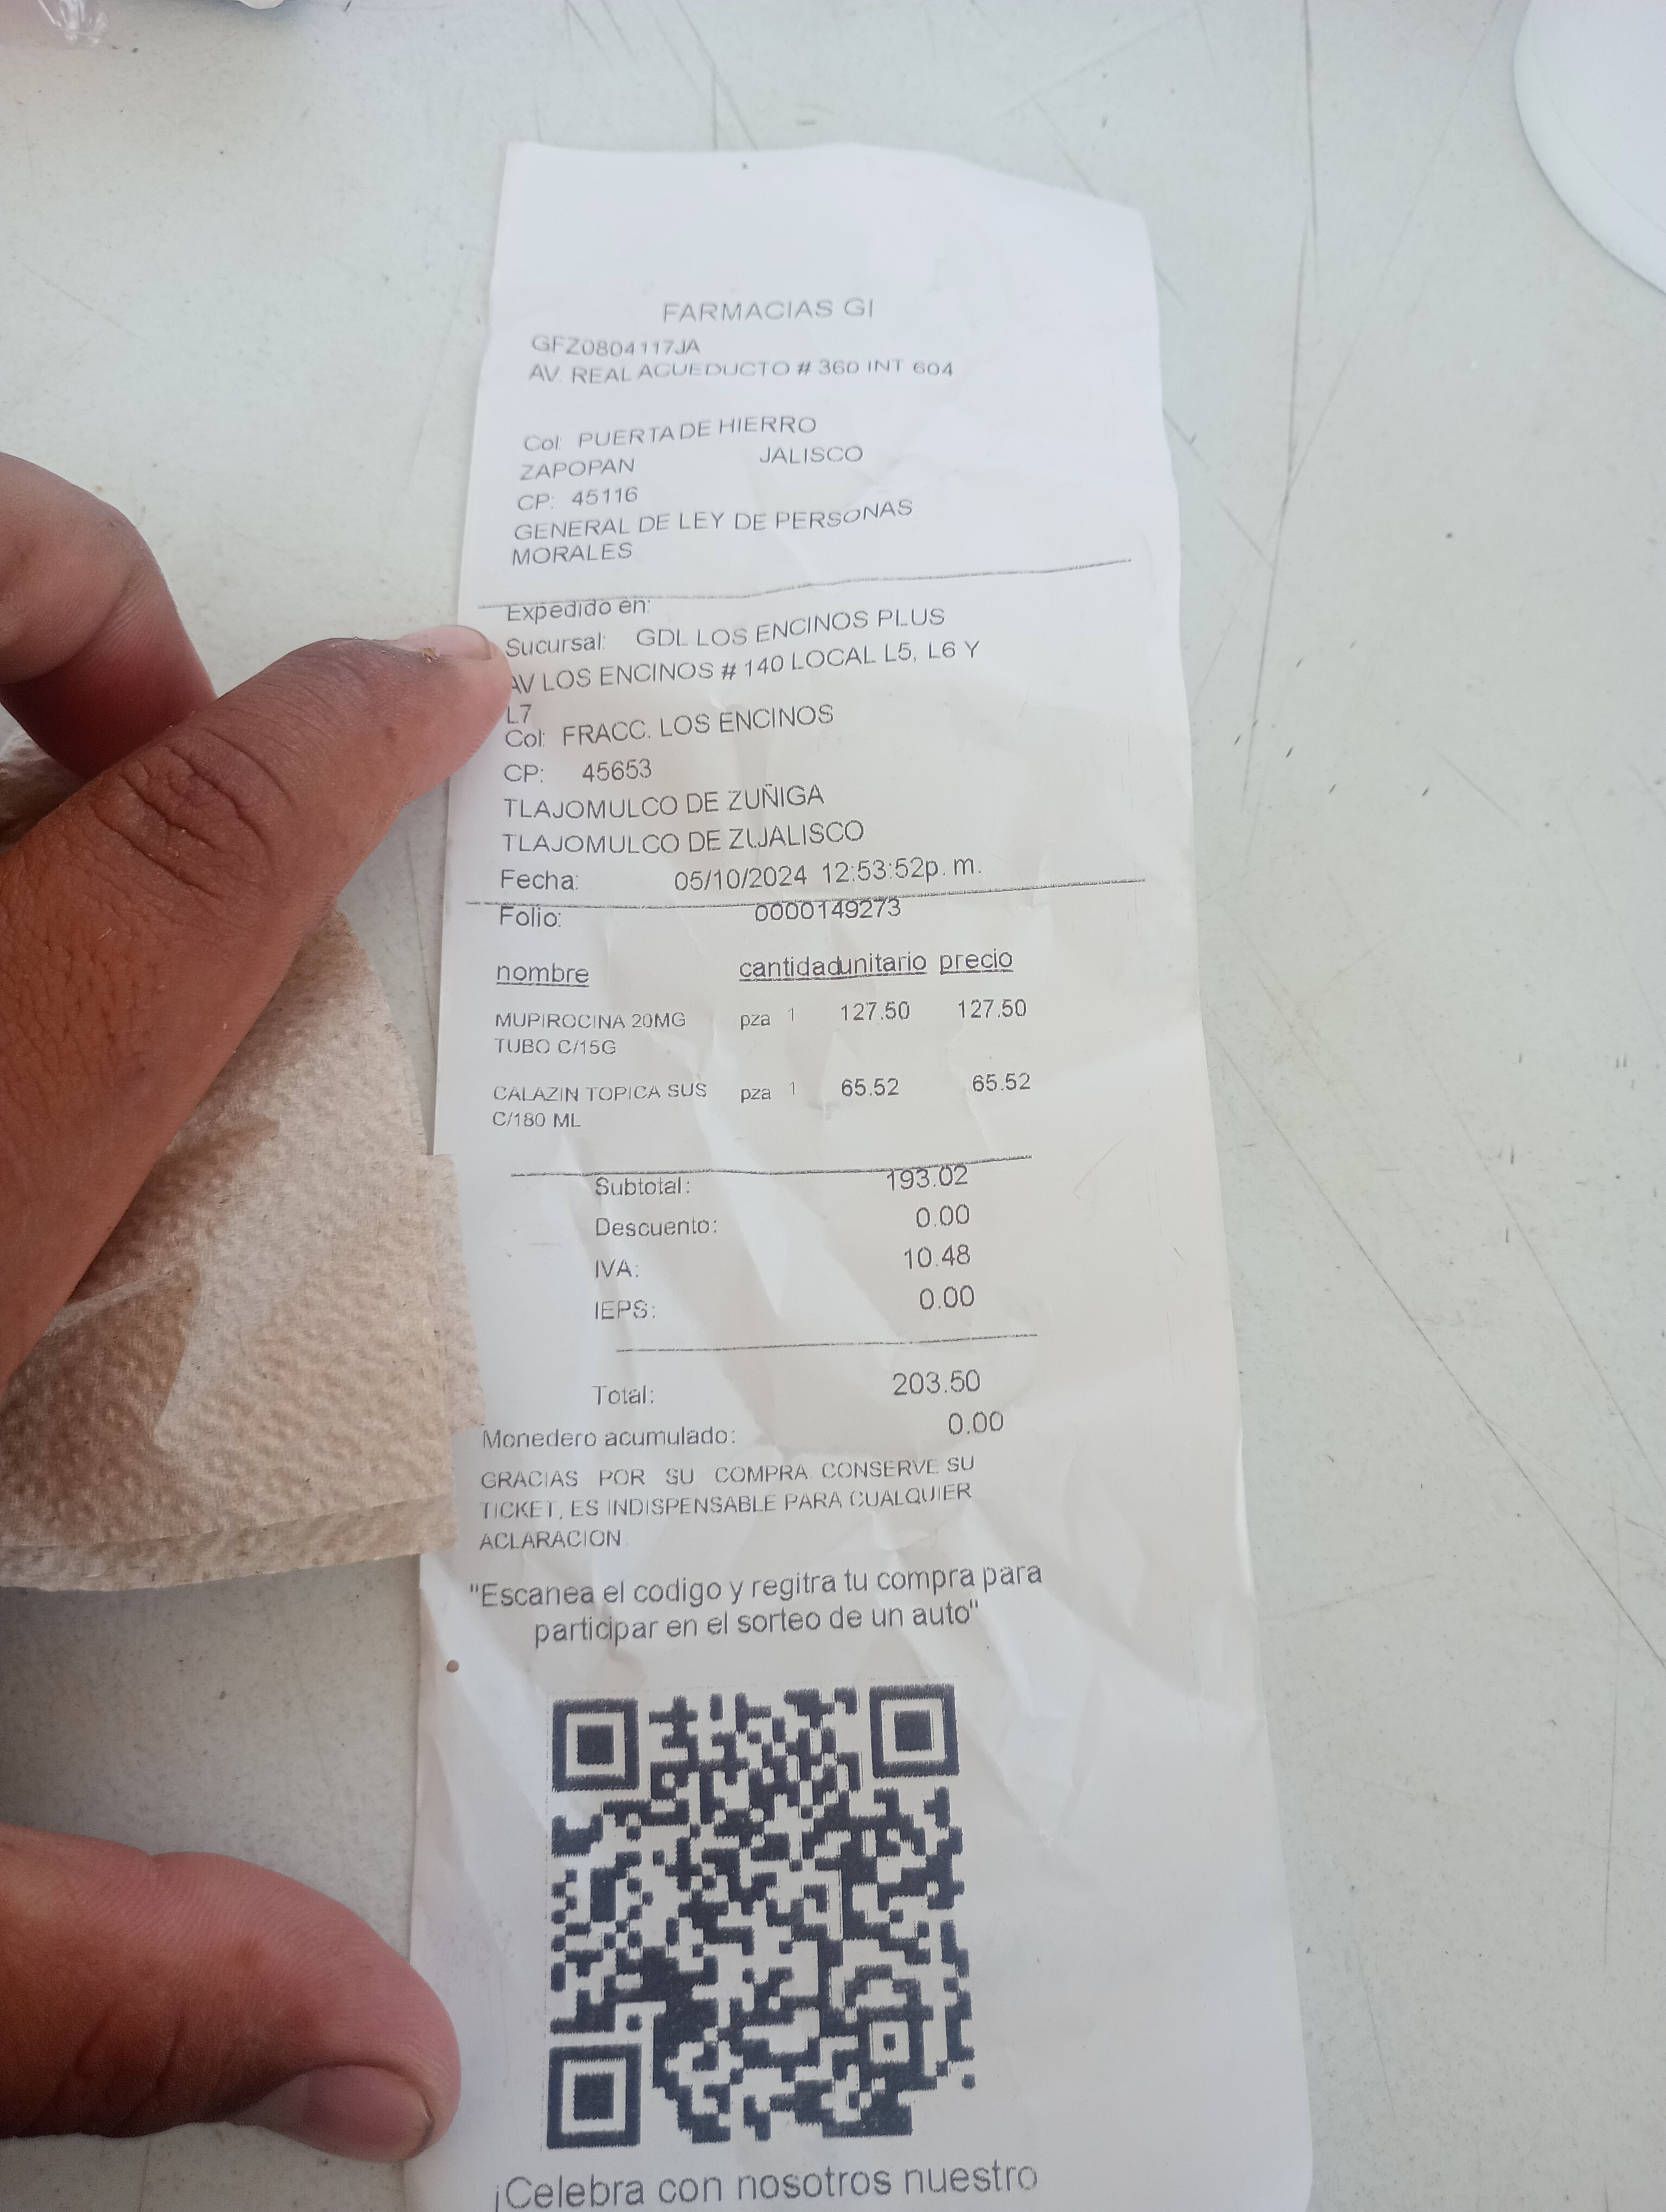 FARMACIAS GI
GFZ0804117JA
AV. REAL ACUEDUCTO # 360 INT 604
Col: PUERTA DE HIERRO
ZAPOPAN JALISCO
CP: 45116
GENERAL DE LEY DE PERSONAS
MORALES
Expedido en:
Sucursal: GDL LOS ENCINOS PLUS
AV LOS ENCINOS # 140 LOCAL L5, L6 Y
L7
Col: FRACC. LOS ENCINOS
CP: 45653
TLAJOMULCO DE ZUÑIGA
TLAJOMULCO DE ZUJALISCO
Fecha: 05/10/2024 12:53:52p. m.
Folio: 0000149273
nombre cantidad unitario precio
MUPIROCINA 20MG pza 1 127.50 127.50
TUBO C/15G
CALAZIN TOPICA SUS pza 1 65.52 65.52
C/180 ML
Subtotal: 193.02
Descuento: 0.00
IVA: 10.48
IEPS: 0.00
Total: 203.50
Monedero acumulado: 0.00
GRACIAS POR SU COMPRA. CONSERVE SU
TICKET, ES INDISPENSABLE PARA CUALQUIER
ACLARACION.
"Escanea el codigo y regitra tu compra para
participar en el sorteo de un auto"
¡Celebra con nosotros nuestro